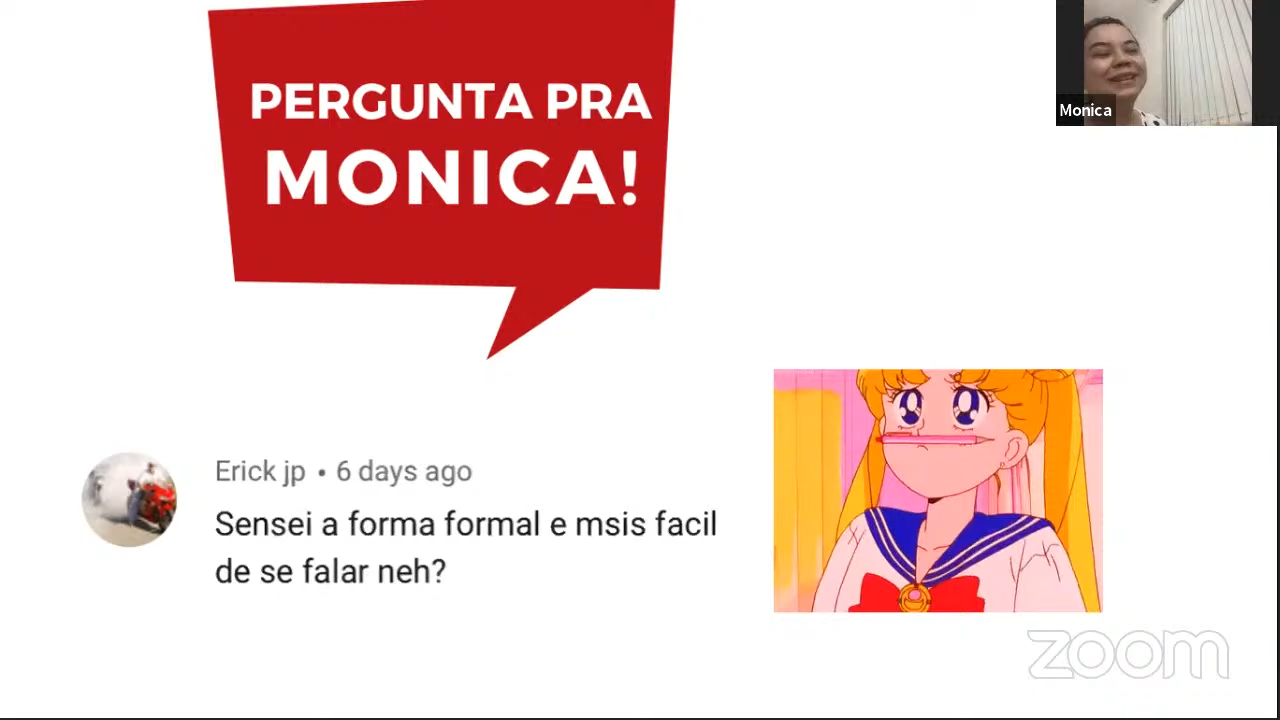 PERGUNTA PRA
MONICA!
Monica
Erick jp • 6 days ago
Sensei a forma formal e msis facil
de se falar neh?
zoom